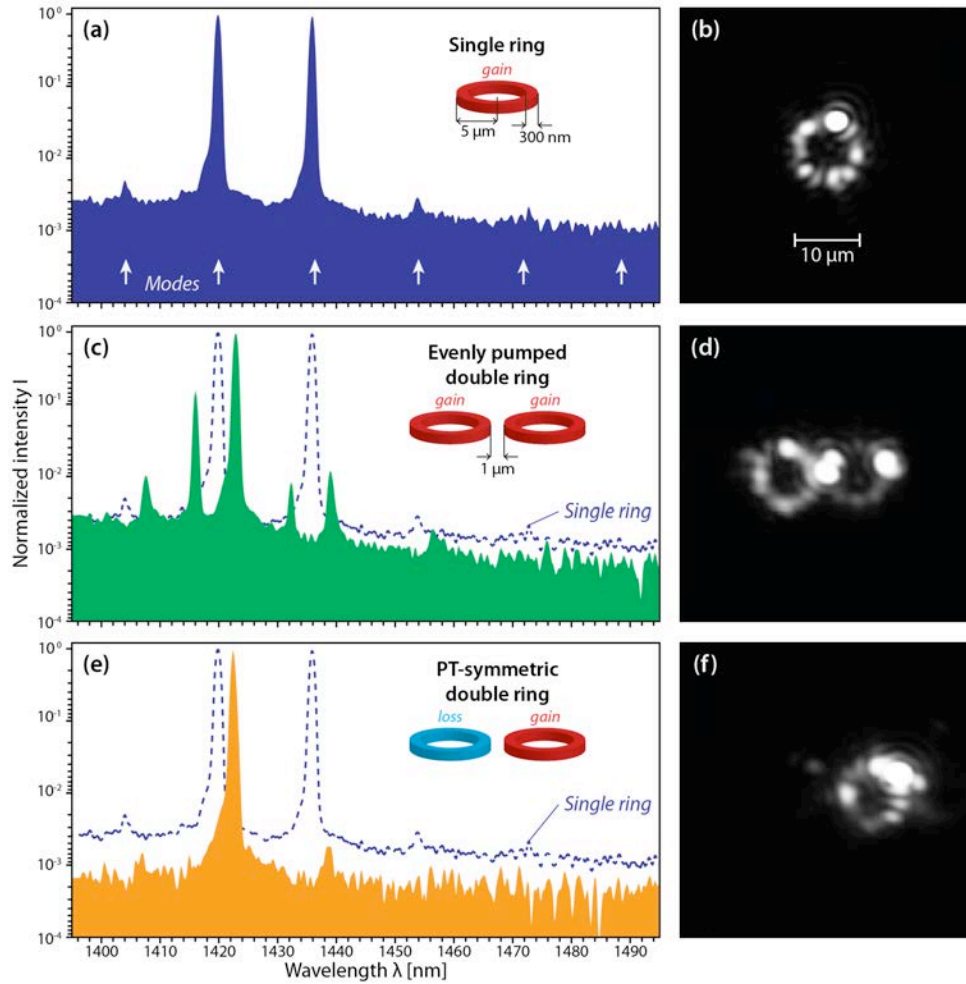 (a)
Single ring
gain
5 μm
300 nm
Modes
10⁰
10⁻¹
10⁻²
10⁻³
10⁻⁴
(b)
10 μm
(c)
Evenly pumped
double ring
gain gain
1 μm
Single ring
10⁰
10⁻¹
10⁻²
10⁻³
10⁻⁴
Normalized intensity I
(d)
(e)
PT-symmetric
double ring
loss gain
Single ring
10⁰
10⁻¹
10⁻²
10⁻³
10⁻⁴
1400 1410 1420 1430 1440 1450 1460 1470 1480 1490
Wavelength λ [nm]
(f)